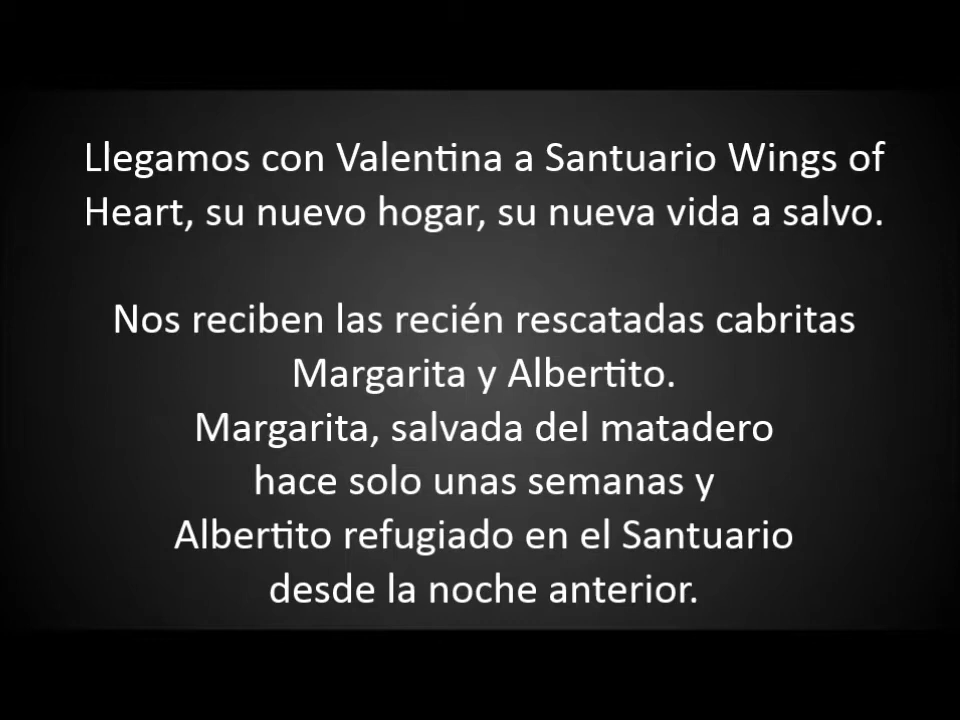 Llegamos con Valentina a Santuario Wings of
Heart, su nuevo hogar, su nueva vida a salvo.
Nos reciben las recién rescatadas cabritas
Margarita y Albertito.
Margarita, salvada del matadero
hace solo unas semanas y
Albertito refugiado en el Santuario
desde la noche anterior.